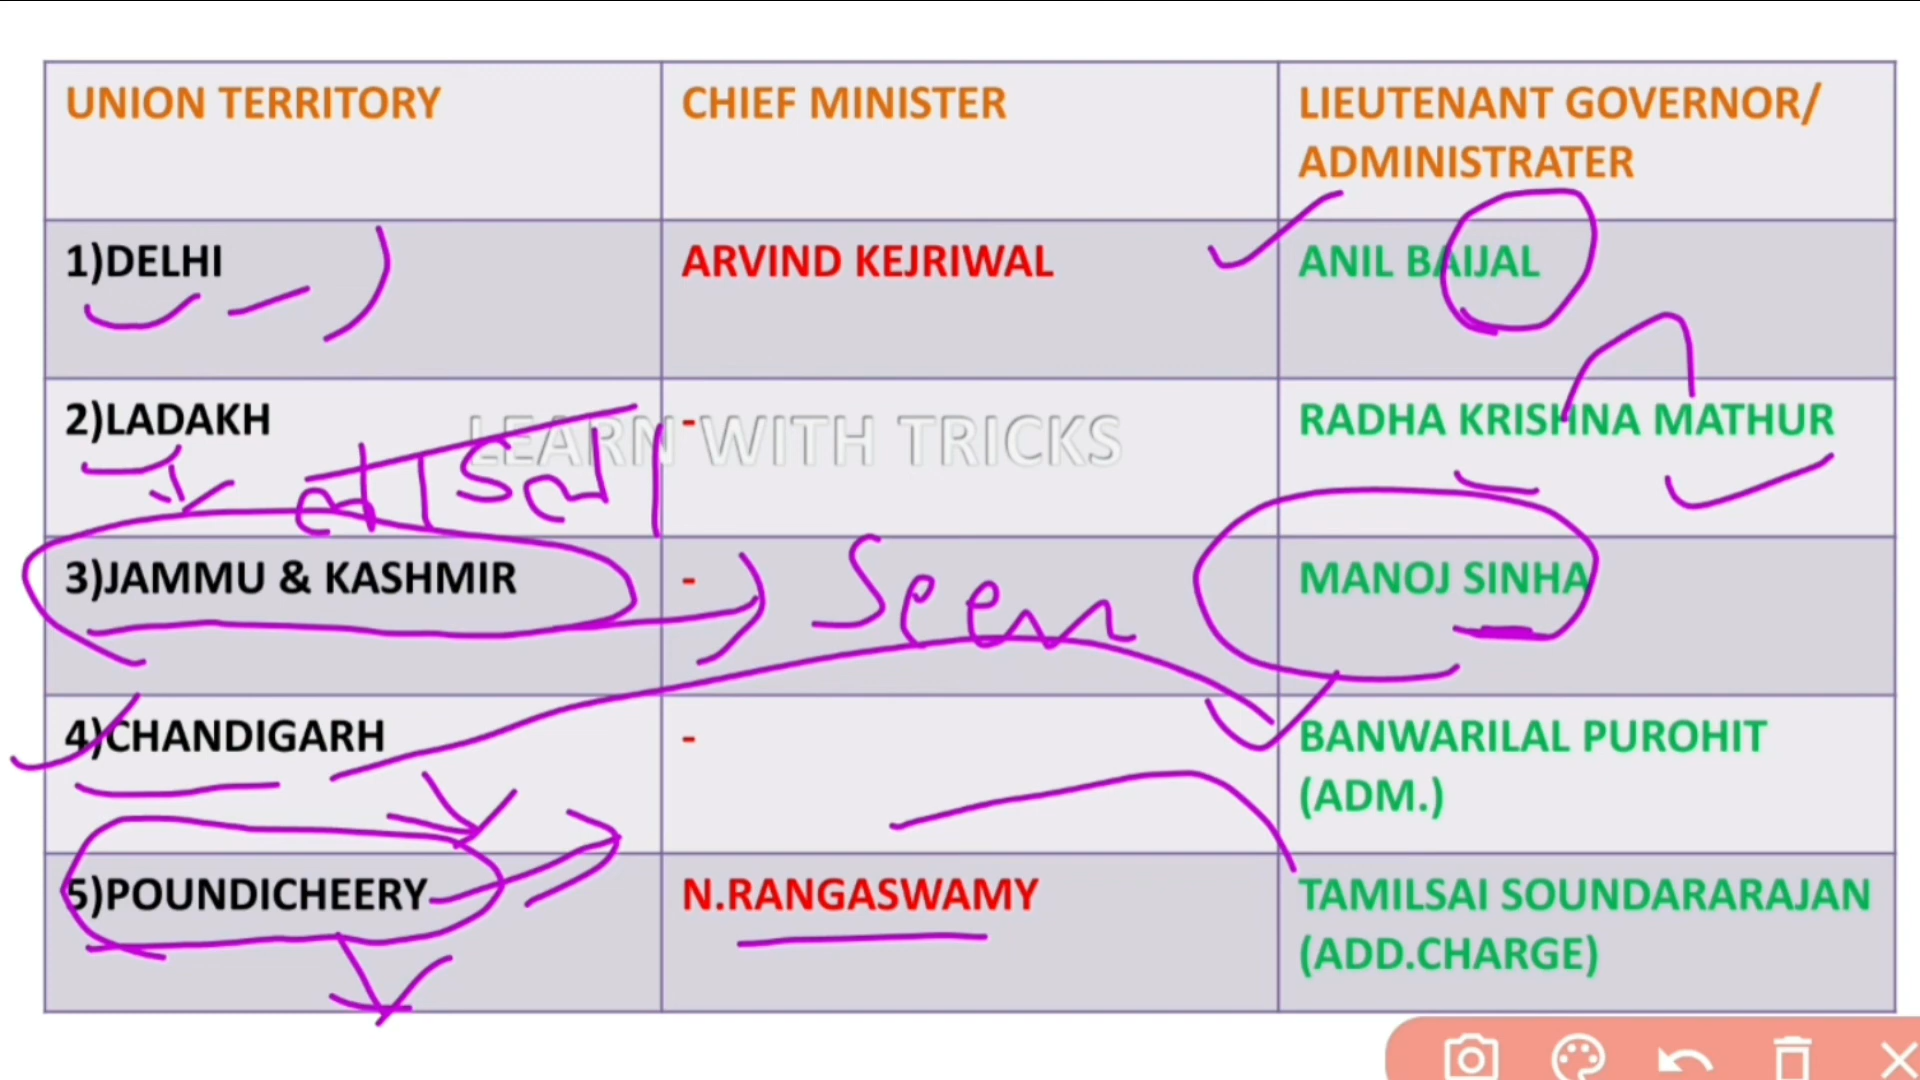 UNION TERRITORY
CHIEF MINISTER
LIEUTENANT GOVERNOR/
ADMINISTRATER
1)DELHI
ARVIND KEJRIWAL
ANIL BAIJAL
2)LADAKH
-
RADHA KRISHNA MATHUR
LEARN WITH TRICKS
3)JAMMU & KASHMIR
-
MANOJ SINHA
Seem
4)CHANDIGARH
-
BANWARILAL PUROHIT
(ADM.)
5)POUNDICHEERY
N.RANGASWAMY
TAMILSAI SOUNDARARAJAN
(ADD.CHARGE)